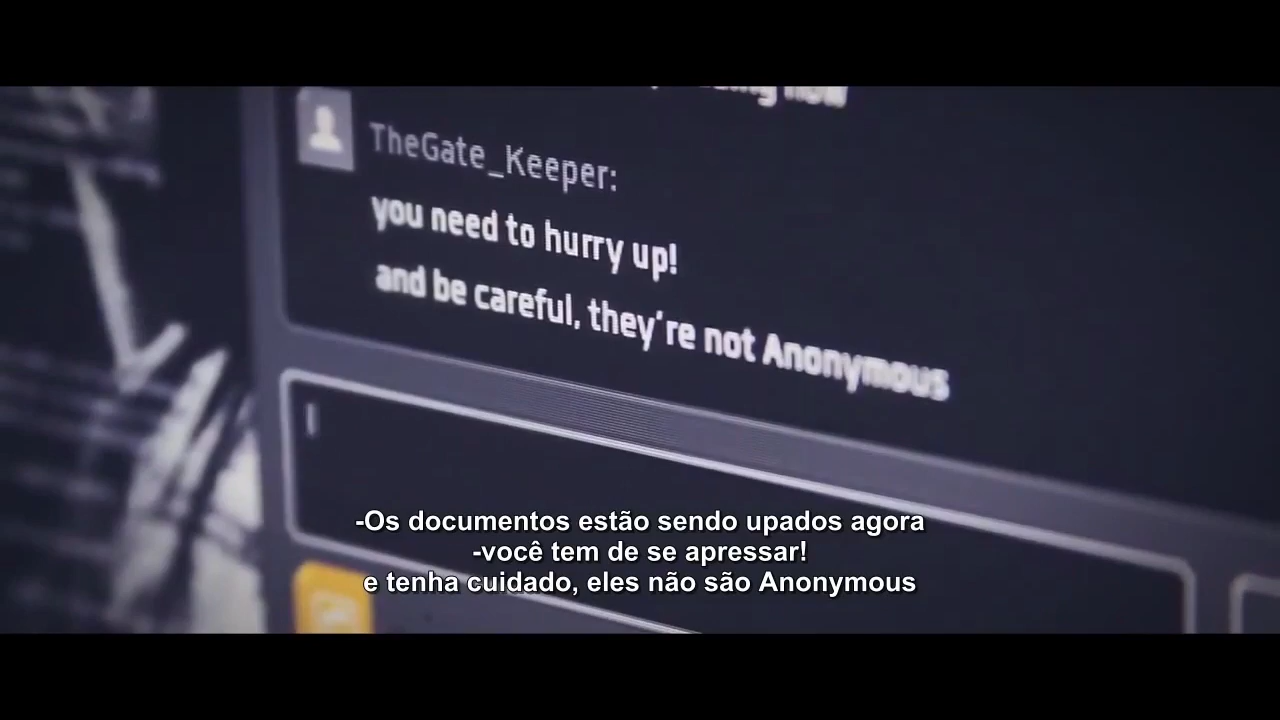 now
TheGate_Keeper:
you need to hurry up!
and be careful, they're not Anonymous
-Os documentos estão sendo upados agora
-você tem de se apressar!
e tenha cuidado, eles não são Anonymous